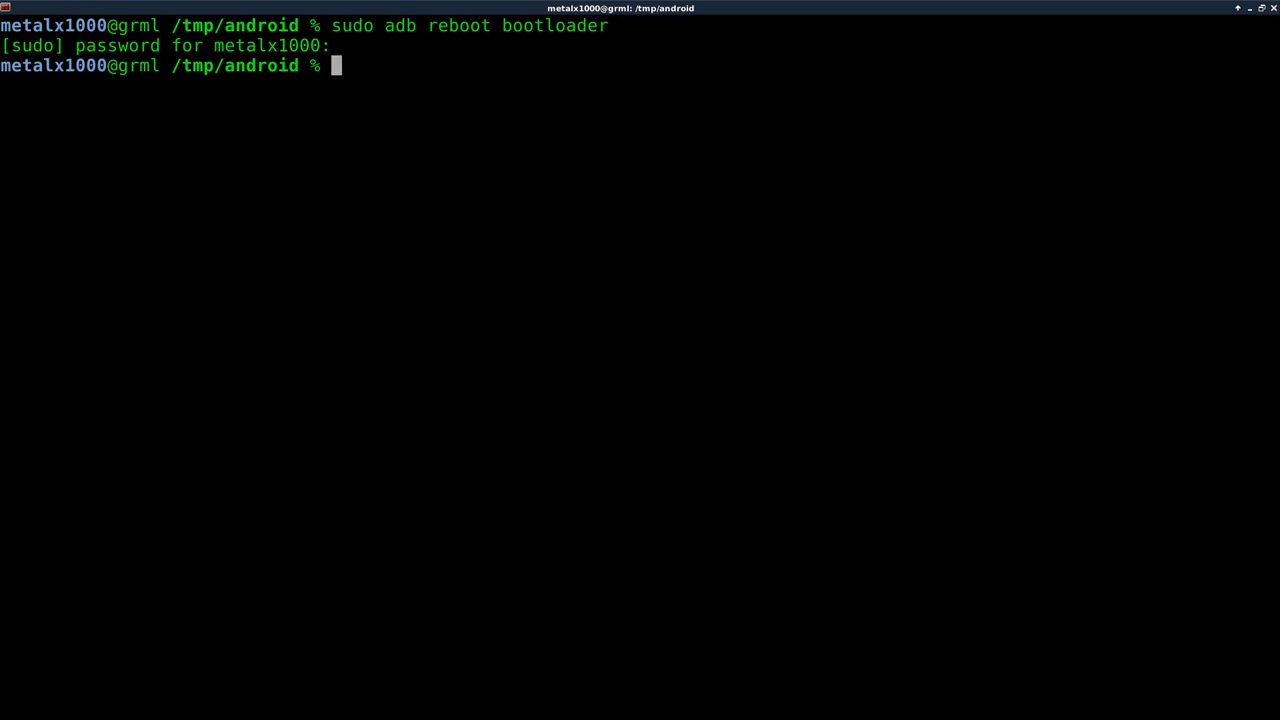 metalx1000@grml: /tmp/android
metalx1000@grml /tmp/android % sudo adb reboot bootloader
[sudo] password for metalx1000:
metalx1000@grml /tmp/android %